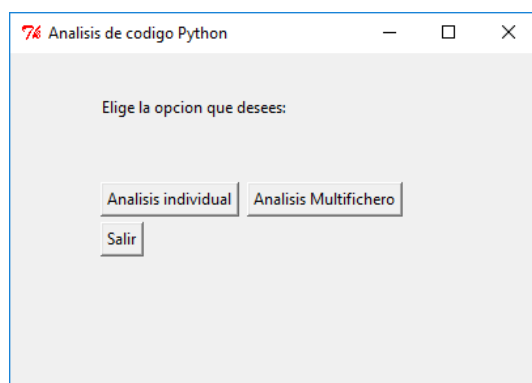 Analisis de codigo Python
Elige la opcion que desees:
Analisis individual Analisis Multifichero
Salir